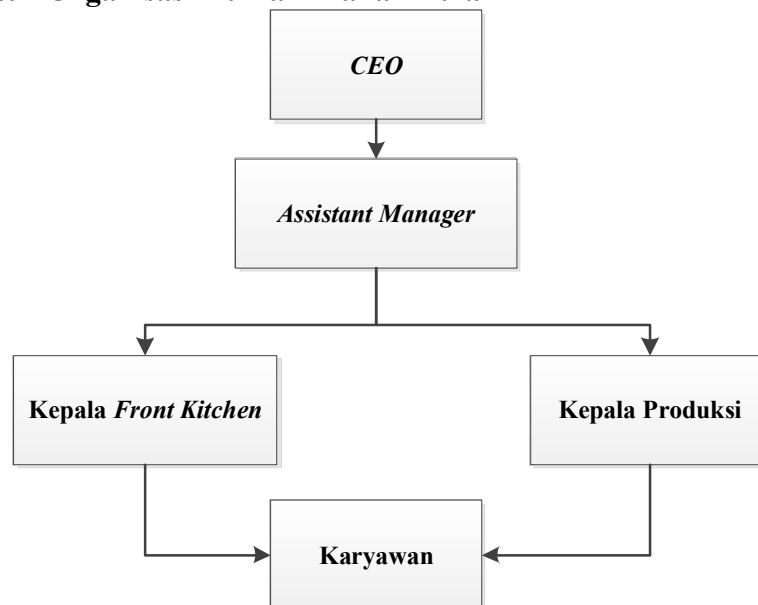 CEO
Assistant Manager
Kepala Front Kitchen
Kepala Produksi
Karyawan